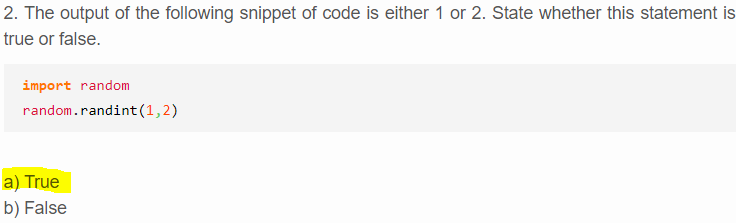 2. The output of the following snippet of code is either 1 or 2. State whether this statement is
true or false.
import random
random.randint(1,2)
a) True
b) False